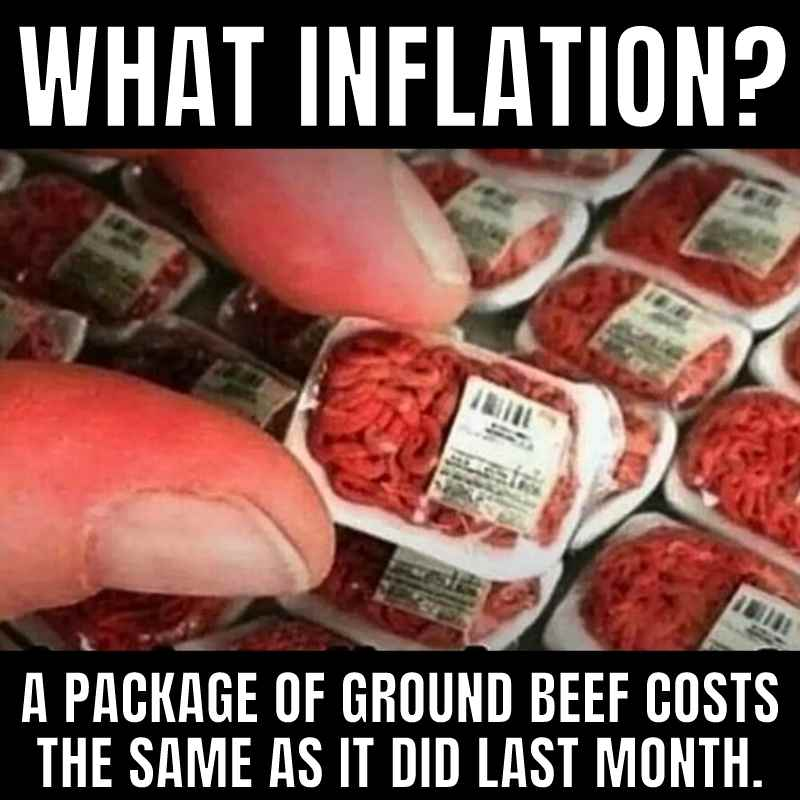 WHAT INFLATION?
A PACKAGE OF GROUND BEEF COSTS
THE SAME AS IT DID LAST MONTH.